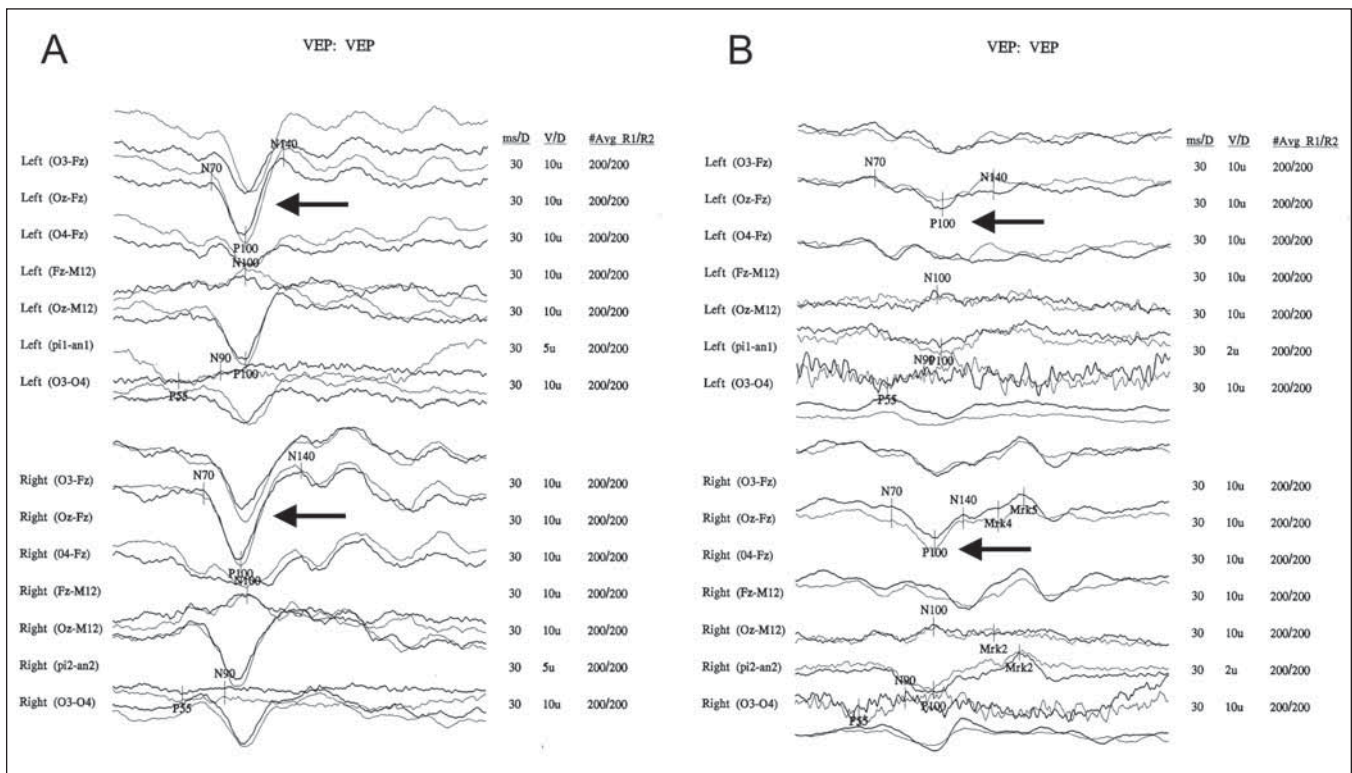 A
VEP: VEP
ms/D V/D #Avg R1/R2
N140
Left (O3-Fz) 30 10u 200/200
N70
Left (Oz-Fz) 30 10u 200/200
Left (O4-Fz) 30 10u 200/200
P100
N100
Left (Fz-M12) 30 10u 200/200
Left (Oz-M12) 30 10u 200/200
Left (pi1-an1) 30 5u 200/200
N90
P100
Left (O3-O4) 30 10u 200/200
P55
N140
N70
Right (O3-Fz) 30 10u 200/200
Right (Oz-Fz) 30 10u 200/200
Right (04-Fz) 30 10u 200/200
P100
N100
Right (Fz-M12) 30 10u 200/200
Right (Oz-M12) 30 10u 200/200
Right (pi2-an2) 30 5u 200/200
N90
Right (O3-O4) 30 10u 200/200
P55
B
VEP: VEP
ms/D V/D #Avg R1/R2
Left (O3-Fz) 30 10u 200/200
N70 N140
Left (Oz-Fz) 30 10u 200/200
P100
Left (O4-Fz) 30 10u 200/200
Left (Fz-M12) 30 10u 200/200
N100
Left (Oz-M12) 30 10u 200/200
Left (pi1-an1) 30 2u 200/200
N90 P100
Left (O3-O4) 30 10u 200/200
P55
Right (O3-Fz) 30 10u 200/200
N70 N140
Mrk5
Right (Oz-Fz) 30 10u 200/200
Mrk4
P100
Right (04-Fz) 30 10u 200/200
Right (Fz-M12) 30 10u 200/200
N100
Right (Oz-M12) 30 10u 200/200
Mrk2
Right (pi2-an2) 30 2u 200/200
Mrk2
N90
P100
Right (O3-O4) 30 10u 200/200
P55